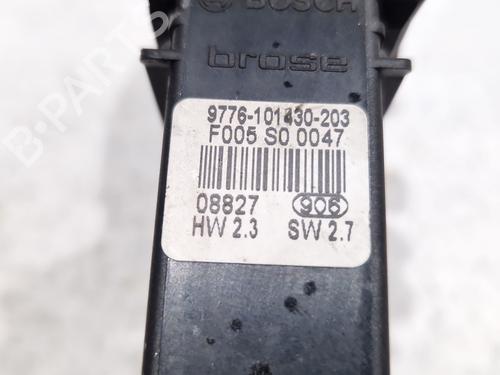 BOSCH
brose
9776-101430-203
F005 S0 0047
08827 906
HW 2.3 SW 2.7
B-PARTS